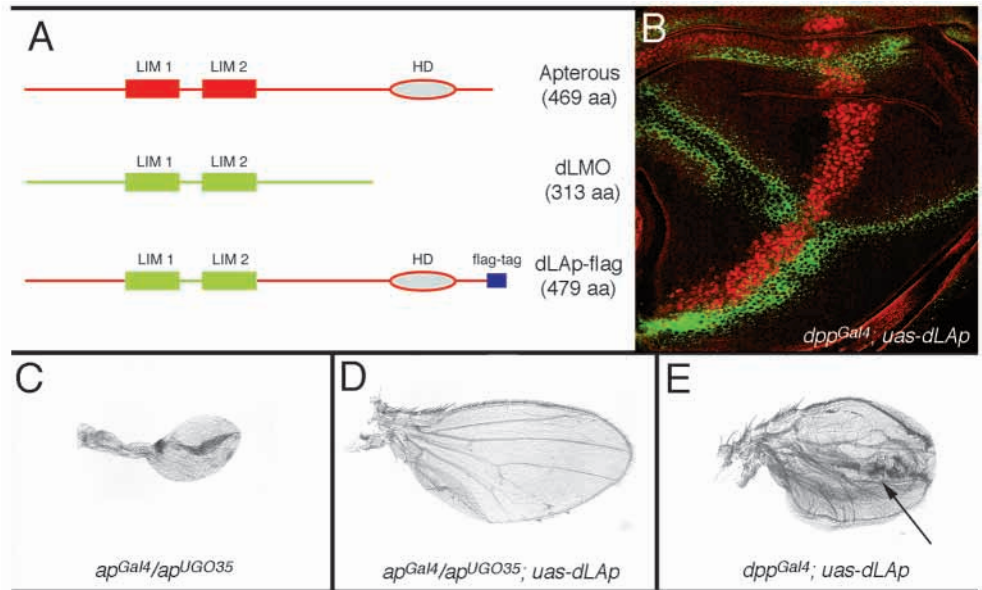 A
LIM 1 LIM 2 HD
Apterous
(469 aa)
LIM 1 LIM 2
dLMO
(313 aa)
LIM 1 LIM 2 HD flag-tag
dLAp-flag
(479 aa)
B
dppGal4; uas-dLAp
C
apGal4/apUGO35
D
apGal4/apUGO35; uas-dLAp
E
dppGal4; uas-dLAp